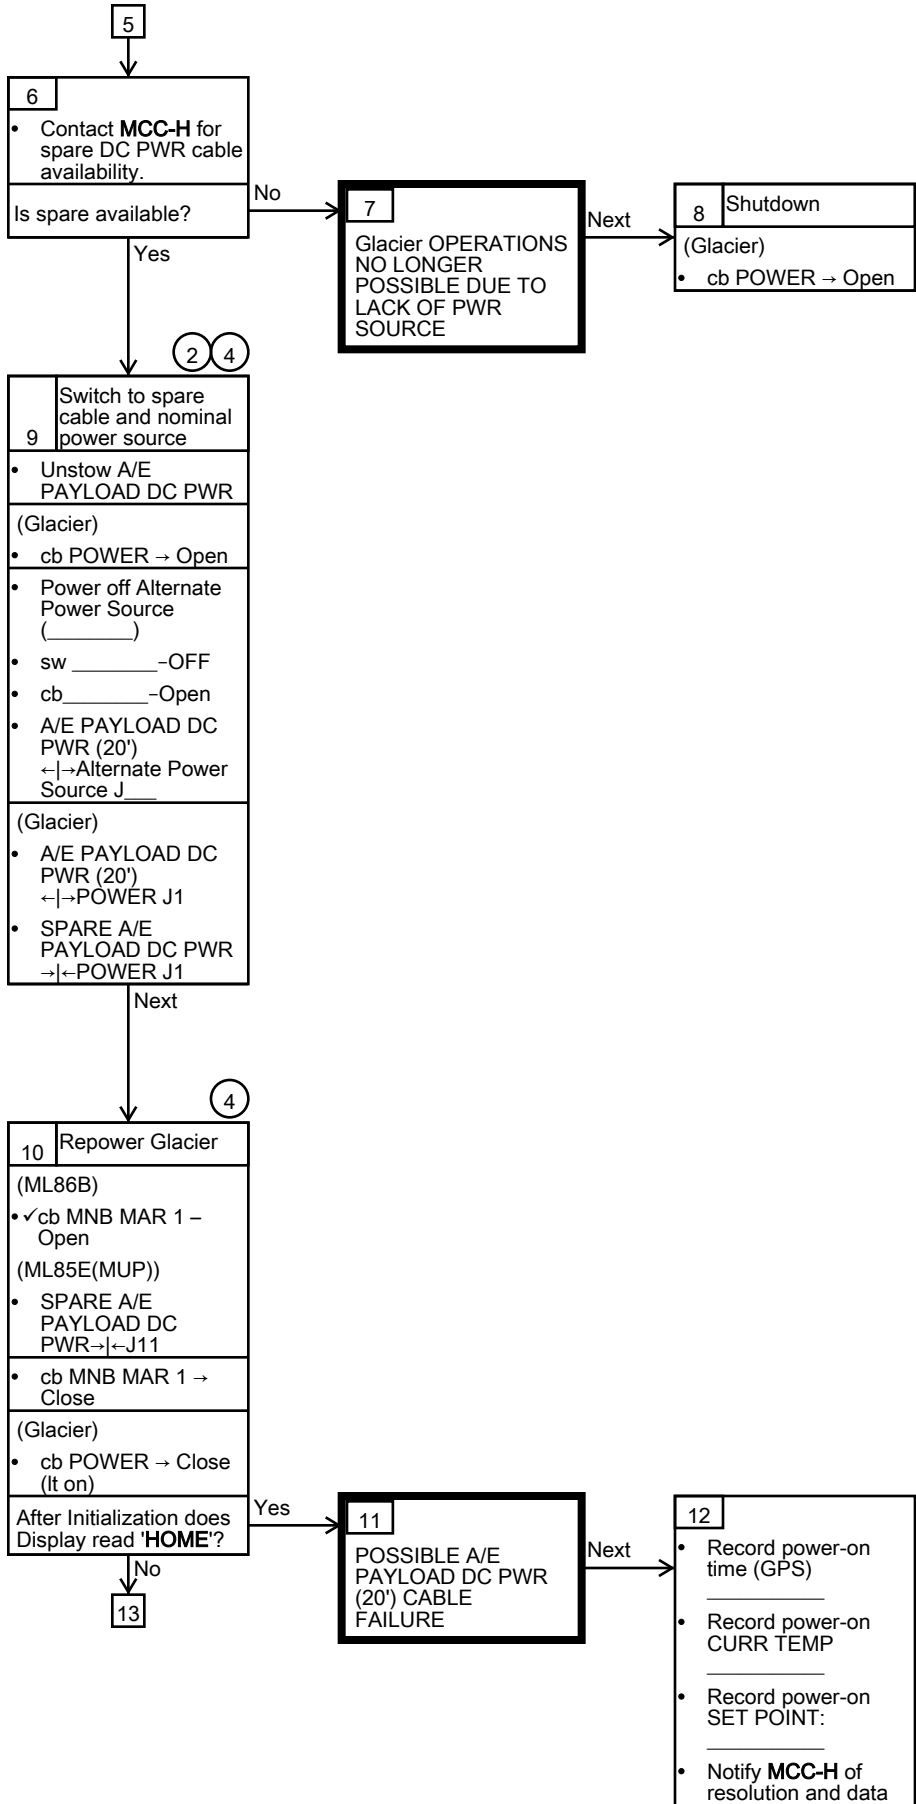 5
6
• Contact MCC-H for
spare DC PWR cable
availability.
Is spare available?
No
Yes
7
Glacier OPERATIONS
NO LONGER
POSSIBLE DUE TO
LACK OF PWR
SOURCE
Next
8
Shutdown
(Glacier)
• cb POWER → Open
2
4
9
Switch to spare
cable and nominal
power source
• Unstow A/E
PAYLOAD DC PWR
(Glacier)
• cb POWER → Open
• Power off Alternate
Power Source
(________)
• sw ________–OFF
• cb________–Open
• A/E PAYLOAD DC
PWR (20')
←|→Alternate Power
Source J___
(Glacier)
• A/E PAYLOAD DC
PWR (20')
←|→POWER J1
• SPARE A/E
PAYLOAD DC PWR
→|←POWER J1
Next
4
10
Repower Glacier
(ML86B)
• ✓cb MNB MAR 1 –
Open
(ML85E(MUP))
• SPARE A/E
PAYLOAD DC
PWR→|←J11
• cb MNB MAR 1 →
Close
(Glacier)
• cb POWER → Close
(lt on)
After Initialization does
Display read 'HOME'?
Yes
No
13
11
POSSIBLE A/E
PAYLOAD DC PWR
(20') CABLE
FAILURE
Next
12
• Record power-on
time (GPS)
___________
• Record power-on
CURR TEMP
___________
• Record power-on
SET POINT:
___________
• Notify MCC-H of
resolution and data